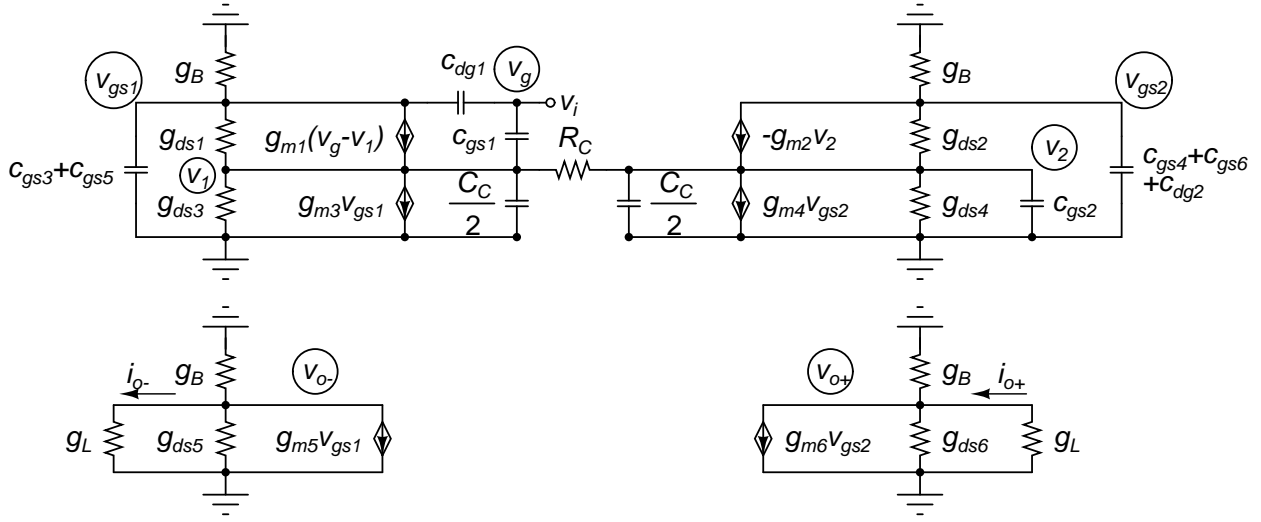 g_B
c_dg1
v_g
g_B
v_gs1
v_i
v_gs2
g_ds1
g_m1(v_g-v_1)
c_gs1
R_C
-g_m2v_2
g_ds2
v_2
c_gs3+c_gs5
v_1
c_gs4+c_gs6
+c_dg2
g_ds3
g_m3v_gs1
C_C
2
C_C
2
g_m4v_gs2
g_ds4
c_gs2
i_o-
g_B
v_o-
v_o+
g_B
i_o+
g_L
g_ds5
g_m5v_gs1
g_m6v_gs2
g_ds6
g_L